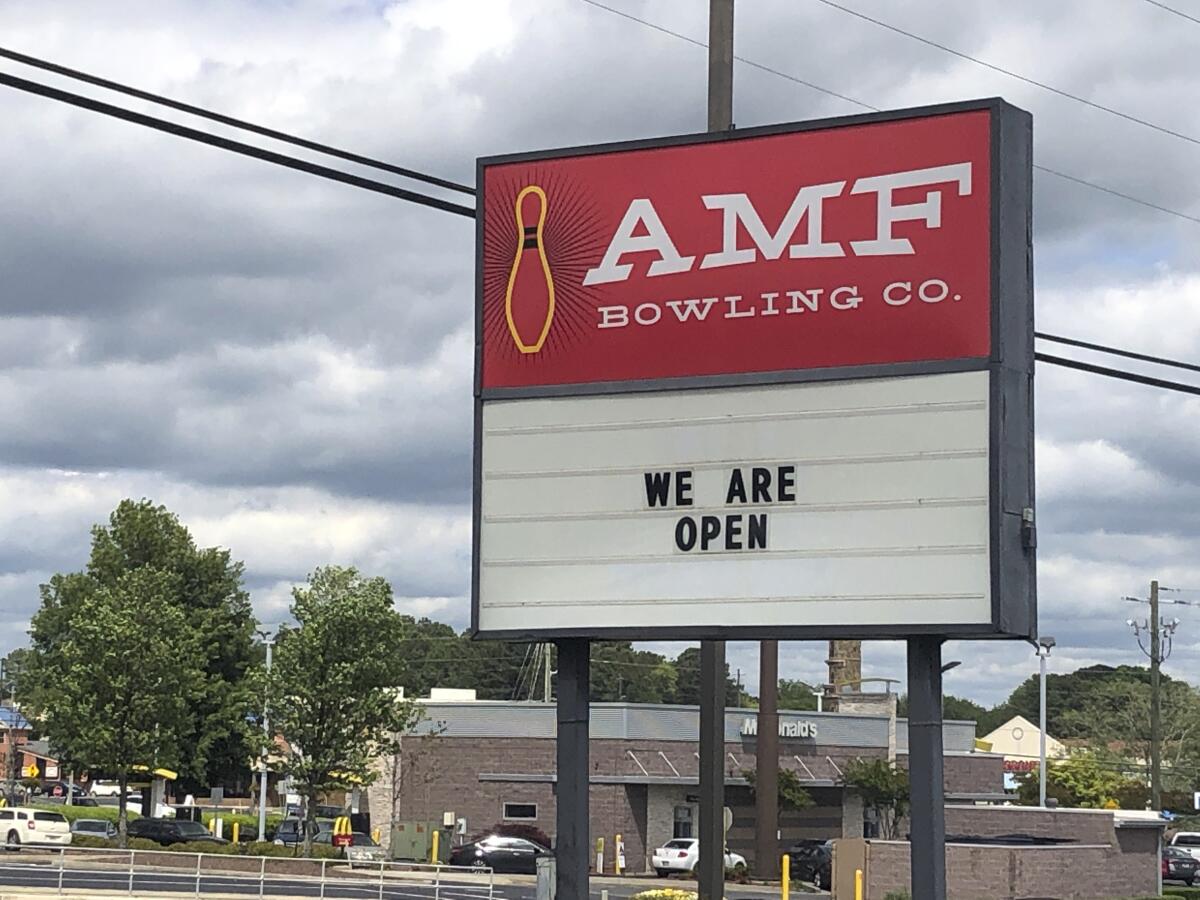 AMF
BOWLING CO.
WE ARE
OPEN
McDonald's